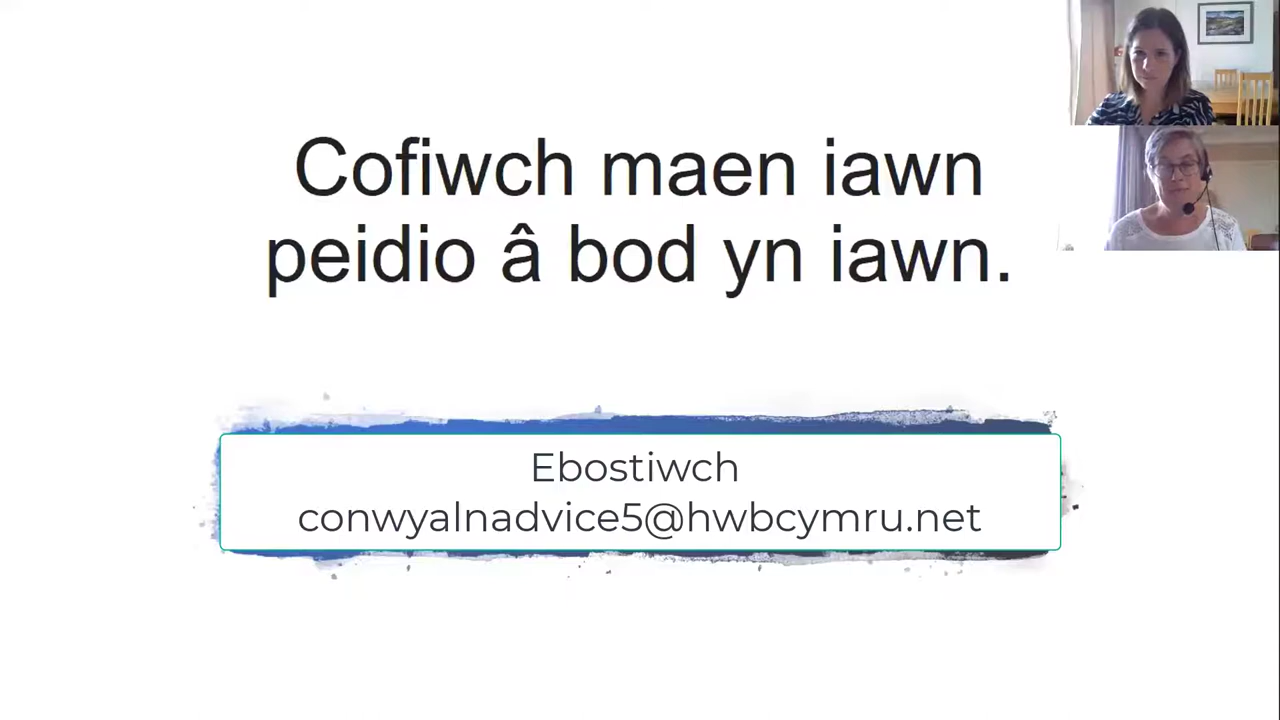 Cofiwch maen iawn
peidio â bod yn iawn.
Ebostiwch
conwyalnadvice5@hwbcymru.net